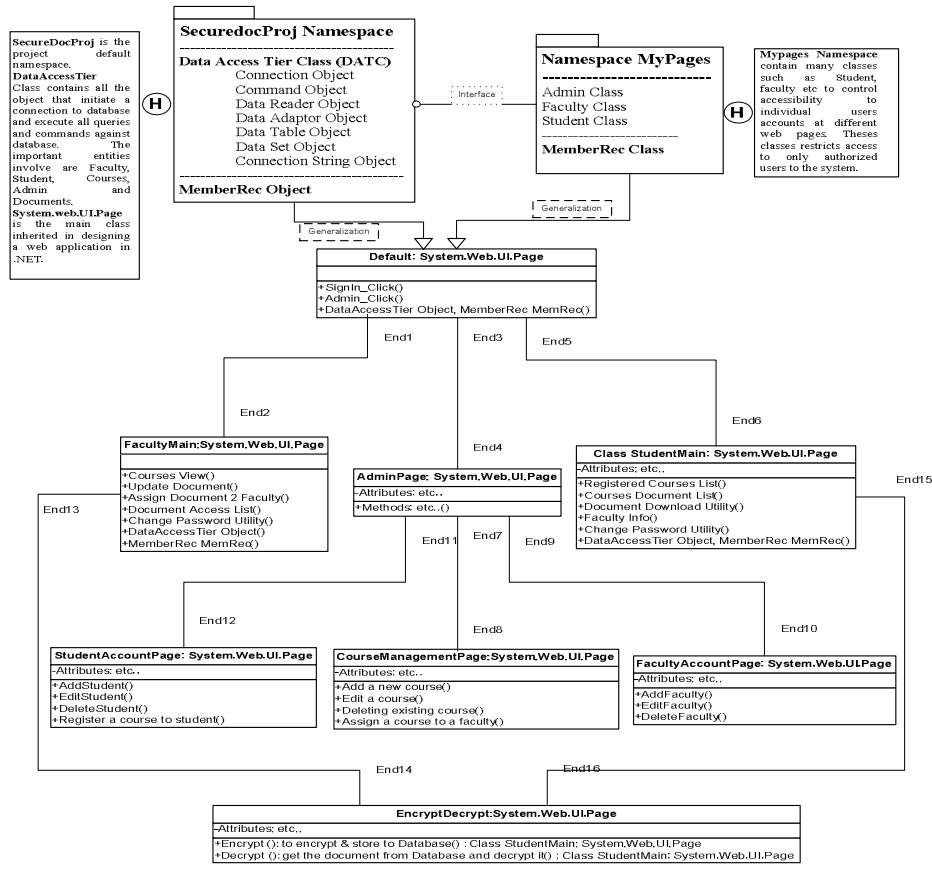 SecureDocProj is the
project default
namespace.
DataAccessTier
Class contains all the
object that initiate a
connection to database
and execute all queries
and commands against
database. The
important entities
involve are Faculty,
Student, Courses,
Admin and
Documents.
System.web.UI.Page
is the main class
inherited in designing
a web application in
.NET.
H
SecuredocProj Namespace
Data Access Tier Class (DATC)
Connection Object
Command Object
Data Reader Object
Data Adaptor Object
Data Table Object
Data Set Object
Connection String Object
MemberRec Object
Interface
Namespace MyPages
Admin Class
Faculty Class
Student Class
MemberRec Class
H
Mypages Namespace
contain many classes
such as Student,
faculty etc to control
accessibility to
individual users
accounts at different
web pages. Theses
classes restricts access
to only authorized
users to the system.
Generalization
Generalization
Default: System.Web.UI.Page
+SignIn_Click()
+Admin_Click()
+DataAccessTier Object, MemberRec MemRec()
End1
End3
End5
End2
End4
End6
FacultyMain:System.Web.UI.Page
+Courses View()
+Update Document()
+Assign Document 2 Faculty()
+Document Access List()
+Change Password Utility()
+DataAccessTier Object()
+MemberRec MemRec()
AdminPage: System.Web.UI.Page
-Attributes: etc..
+Methods: etc..()
Class StudentMain: System.Web.UI.Page
-Attributes: etc..
+Registered Courses List()
+Courses Document List()
+Document Download Utility()
+Faculty Info()
+Change Password Utility()
+DataAccessTier Object, MemberRec MemRec()
End15
End13
End11
End7
End9
End12
End8
End10
StudentAccountPage: System.Web.UI.Page
-Attributes: etc..
+AddStudent()
+EditStudent()
+DeleteStudent()
+Register a course to student()
CourseManagementPage:System.Web.UI.Page
-Attributes: etc..
+Add a new course()
+Edit a course()
+Deleting existing course()
+Assign a course to a faculty()
FacultyAccountPage: System.Web.UI.Page
-Attributes: etc..
+AddFaculty()
+EditFaculty()
+DeleteFaculty()
End14
End16
EncryptDecrypt:System.Web.UI.Page
-Attributes: etc..
+Encrypt (): to encrypt & store to Database() : Class StudentMain: System.Web.UI.Page
+Decrypt (): get the document from Database and decrypt it() : Class StudentMain: System.Web.UI.Page